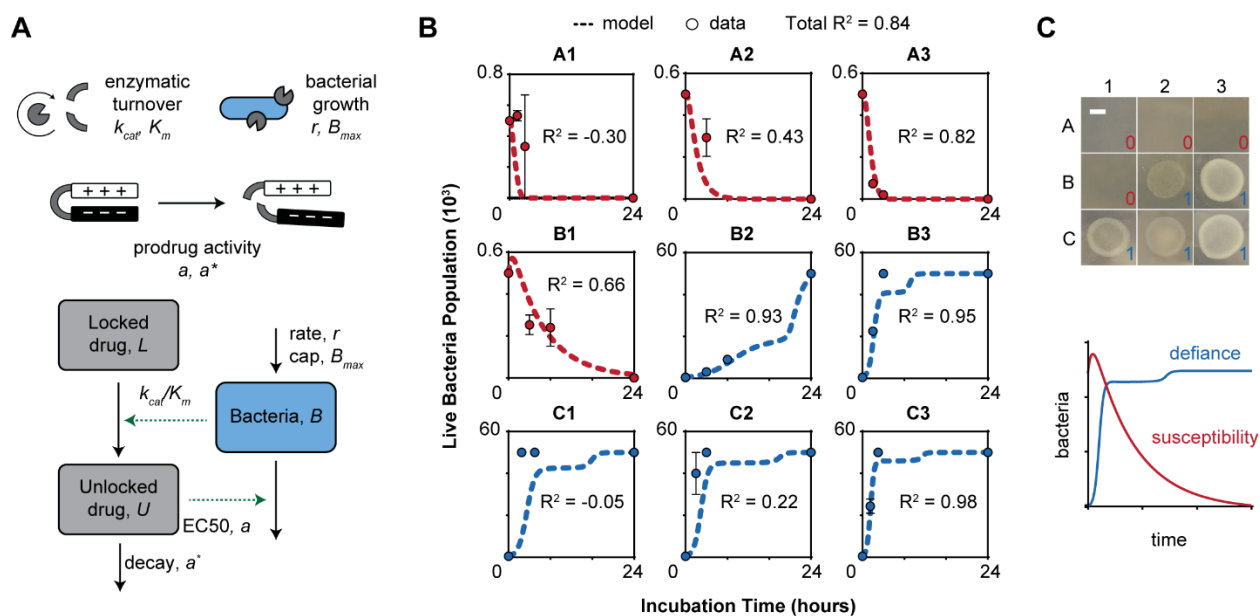 A
enzymatic
turnover
kcat, Km
bacterial
growth
r, Bmax
+ + +
− − −
+ + +
− − −
prodrug activity
a, a*
Locked
drug, L
rate, r
cap, Bmax
kcat/Km
Bacteria, B
Unlocked
drug, U
EC50, a
decay, a*
B
model data Total R² = 0.84
Live Bacteria Population (10³)
A1
0.8
R² = -0.30
0 24
A2
0.6
R² = 0.43
0 24
A3
0.6
R² = 0.82
0 24
B1
0.6
R² = 0.66
0 24
B2
60
R² = 0.93
0 24
B3
60
R² = 0.95
0 24
C1
60
R² = -0.05
0 24
C2
60
R² = 0.22
0 24
C3
60
R² = 0.98
0 24
Incubation Time (hours)
C
1 2 3
A 0 0 0
B 0 1 1
C 1 1 1
bacteria
defiance
susceptibility
time